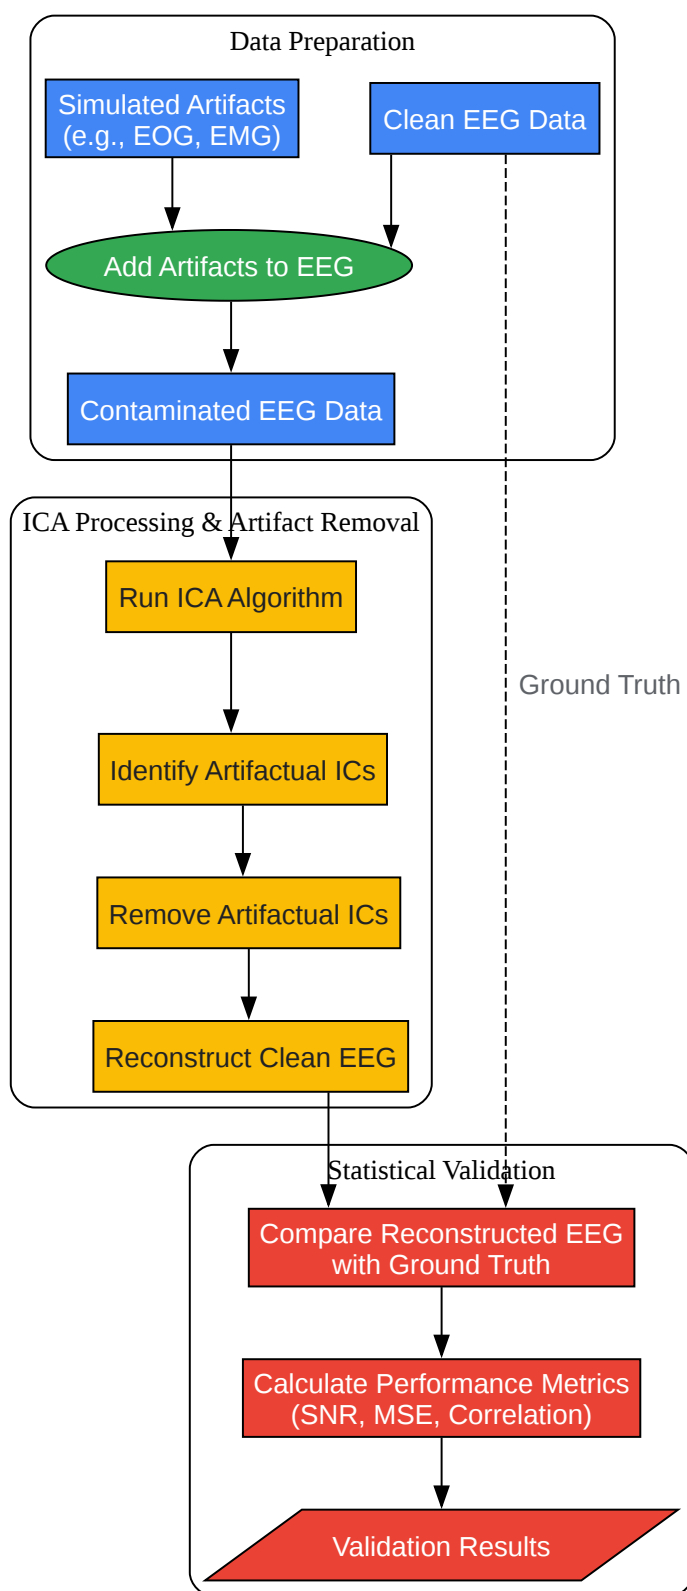 Data Preparation
Simulated Artifacts
(e.g., EOG, EMG)
Clean EEG Data
Add Artifacts to EEG
Contaminated EEG Data
ICA Processing & Artifact Removal
Run ICA Algorithm
Ground Truth
Identify Artifactual ICs
Remove Artifactual ICs
Reconstruct Clean EEG
Statistical Validation
Compare Reconstructed EEG
with Ground Truth
Calculate Performance Metrics
(SNR, MSE, Correlation)
Validation Results